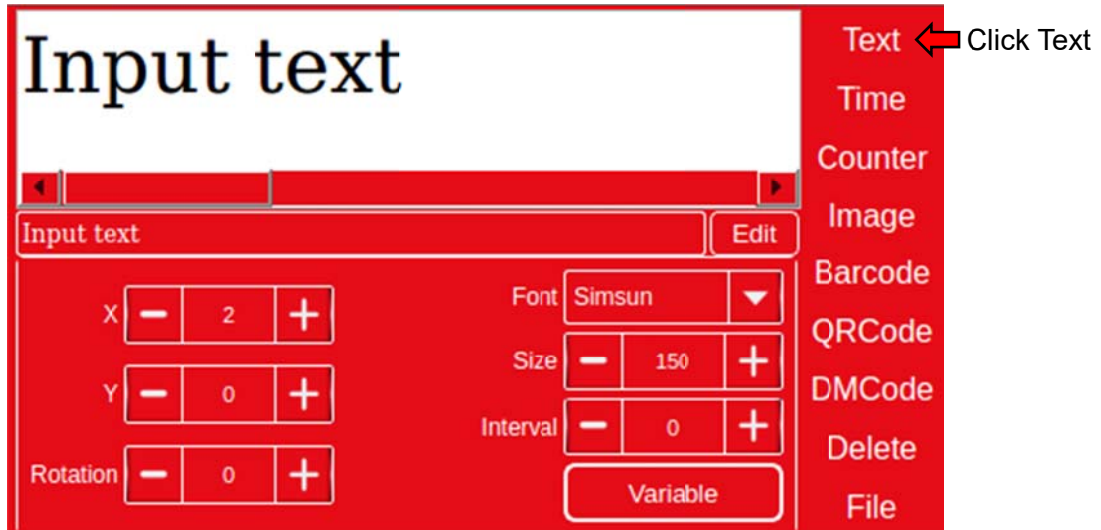 Input text
Input text
Edit
X
2
Y
0
Rotation
0
Font
Simsun
Size
150
Interval
0
Variable
Text
Time
Counter
Image
Barcode
QRCode
DMCode
Delete
File
Click Text